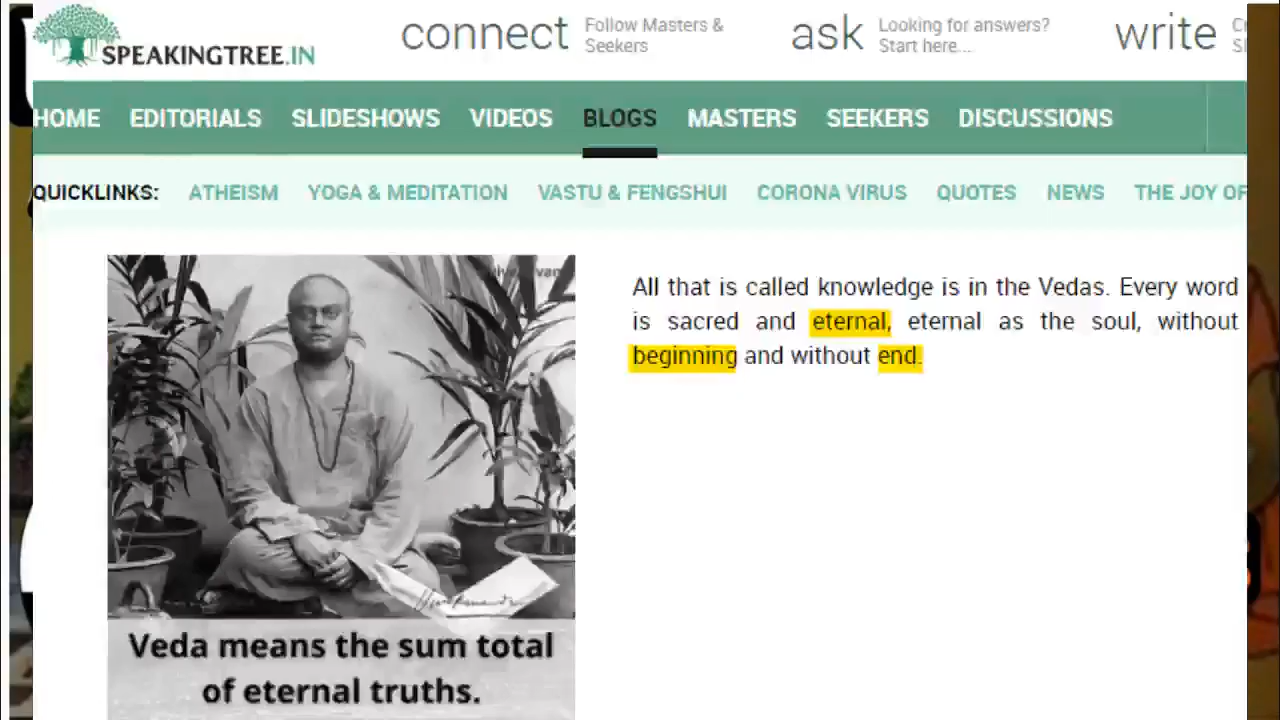 SPEAKINGTREE.IN
connect
Follow Masters &
Seekers
ask
Looking for answers?
Start here...
write
HOME EDITORIALS SLIDESHOWS VIDEOS BLOGS MASTERS SEEKERS DISCUSSIONS
QUICKLINKS: ATHEISM YOGA & MEDITATION VASTU & FENGSHUI CORONA VIRUS QUOTES NEWS THE JOY OF
All that is called knowledge is in the Vedas. Every word
is sacred and eternal, eternal as the soul, without
beginning and without end.
Veda means the sum total
of eternal truths.